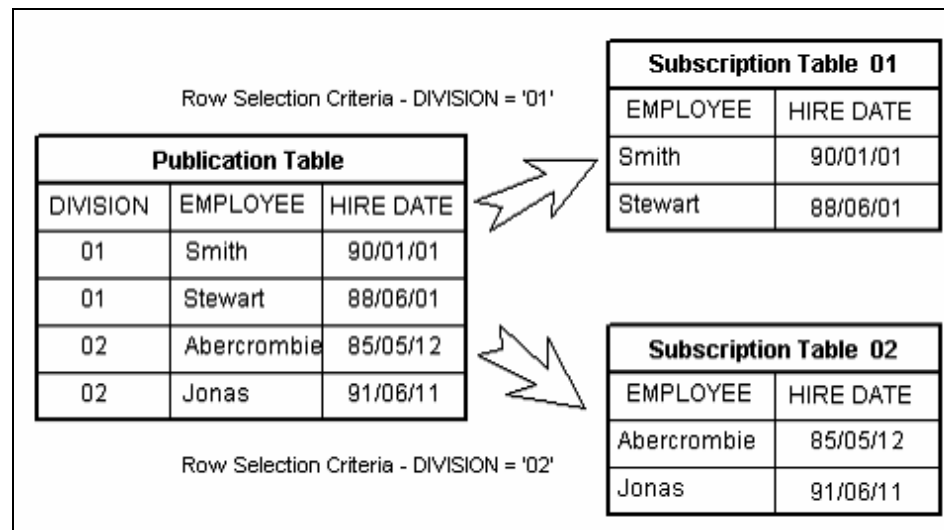 Row Selection Criteria - DIVISION = '01'
Publication Table
DIVISION EMPLOYEE HIRE DATE
01 Smith 90/01/01
01 Stewart 88/06/01
02 Abercrombie 85/05/12
02 Jonas 91/06/11
Row Selection Criteria - DIVISION = '02'
Subscription Table 01
EMPLOYEE HIRE DATE
Smith 90/01/01
Stewart 88/06/01
Subscription Table 02
EMPLOYEE HIRE DATE
Abercrombie 85/05/12
Jonas 91/06/11